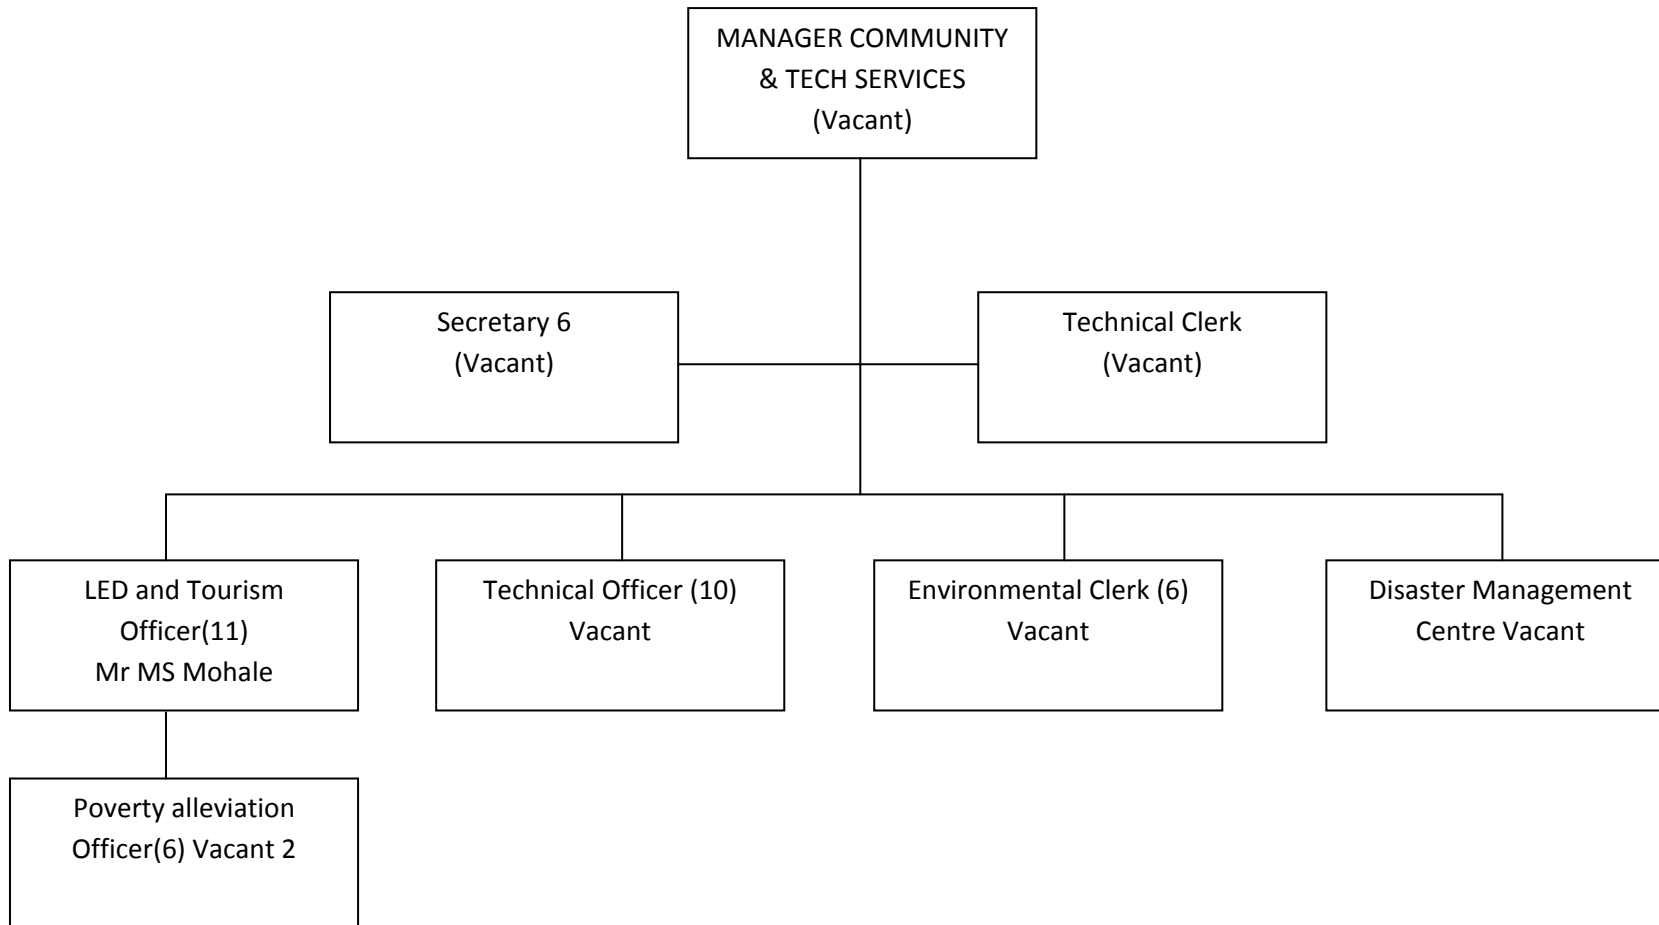 MANAGER COMMUNITY
& TECH SERVICES
(Vacant)
Secretary 6
(Vacant)
Technical Clerk
(Vacant)
LED and Tourism
Officer(11)
Mr MS Mohale
Technical Officer (10)
Vacant
Environmental Clerk (6)
Vacant
Disaster Management
Centre Vacant
Poverty alleviation
Officer(6) Vacant 2